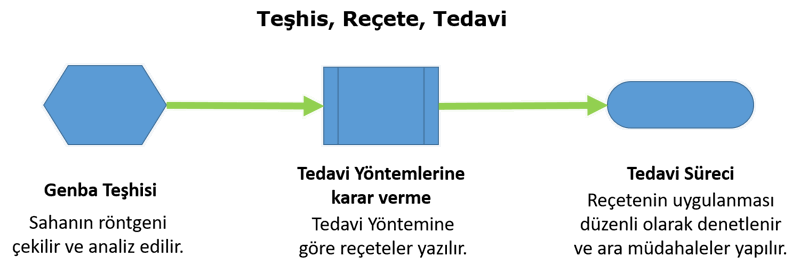 Teşhis, Reçete, Tedavi
Genba Teşhisi
Sahanın röntgeni
çekilir ve analiz edilir.
Tedavi Yöntemlerine
karar verme
Tedavi Yöntemine
göre reçeteler yazılır.
Tedavi Süreci
Reçetenin uygulanması
düzenli olarak denetlenir
ve ara müdahaleler yapılır.